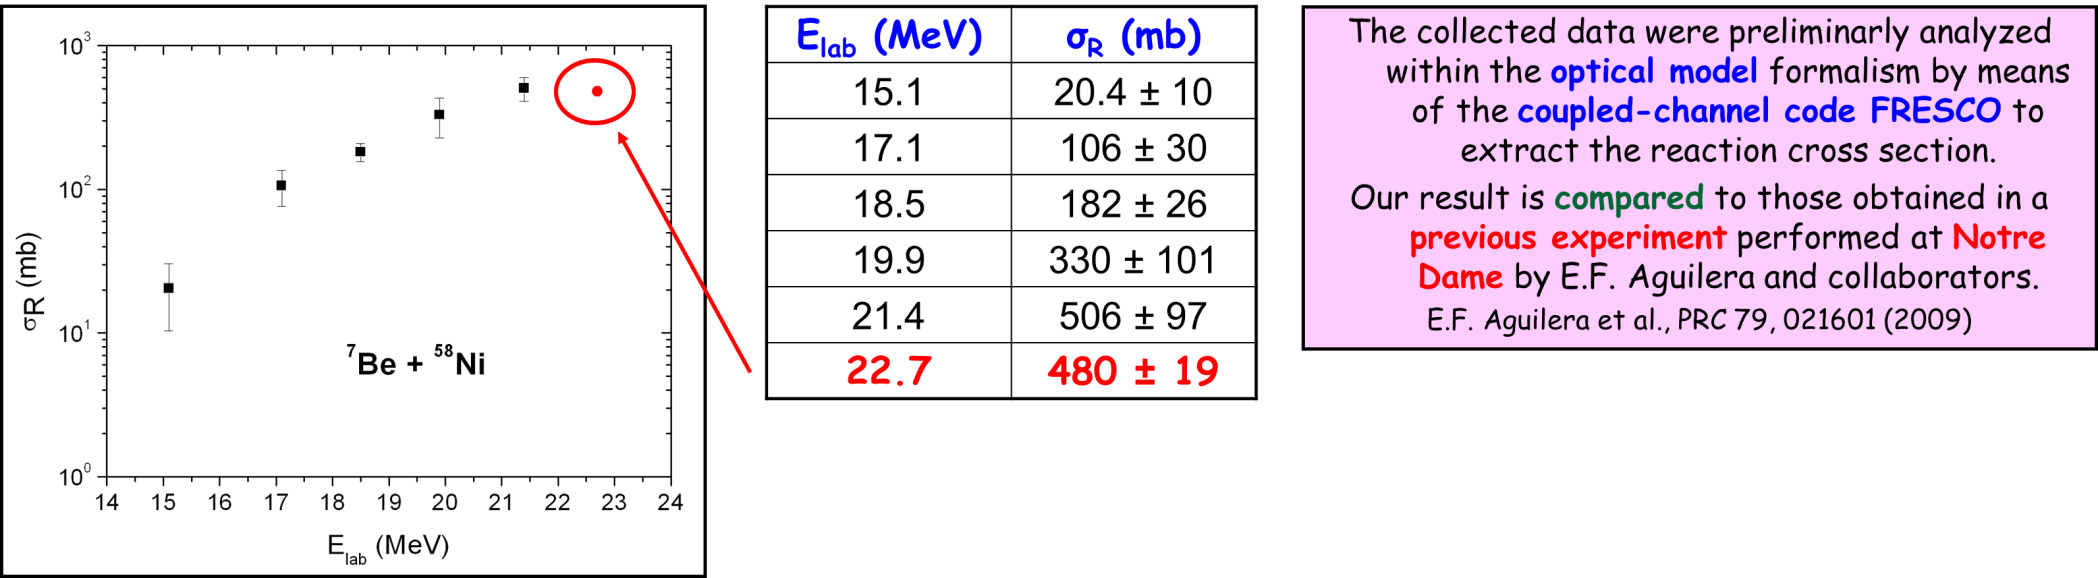 10³
10²
10¹
10⁰
σR (mb)
⁷Be + ⁵⁸Ni
14 15 16 17 18 19 20 21 22 23 24
Elab (MeV)
Elab (MeV) σR (mb)
15.1 20.4 ± 10
17.1 106 ± 30
18.5 182 ± 26
19.9 330 ± 101
21.4 506 ± 97
22.7 480 ± 19
The collected data were preliminarly analyzed
within the optical model formalism by means
of the coupled-channel code FRESCO to
extract the reaction cross section.
Our result is compared to those obtained in a
previous experiment performed at Notre
Dame by E.F. Aguilera and collaborators.
E.F. Aguilera et al., PRC 79, 021601 (2009)